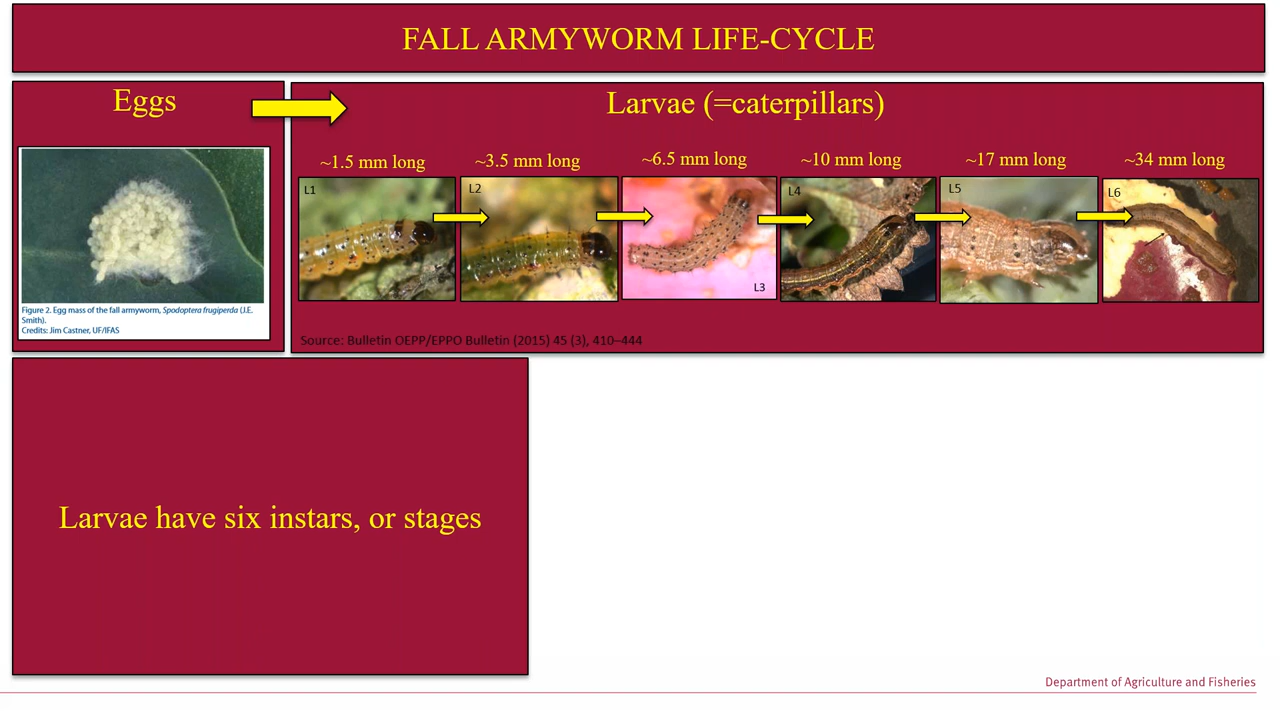 FALL ARMYWORM LIFE-CYCLE
Eggs
Figure 2. Egg mass of the fall armyworm, Spodoptera frugiperda (J.E.
Smith).
Credits: Jim Castner, UF/IFAS
Larvae (=caterpillars)
~1.5 mm long
~3.5 mm long
~6.5 mm long
~10 mm long
~17 mm long
~34 mm long
L1
L2
L3
L4
L5
L6
Source: Bulletin OEPP/EPPO Bulletin (2015) 45 (3), 410–444
Larvae have six instars, or stages
Department of Agriculture and Fisheries